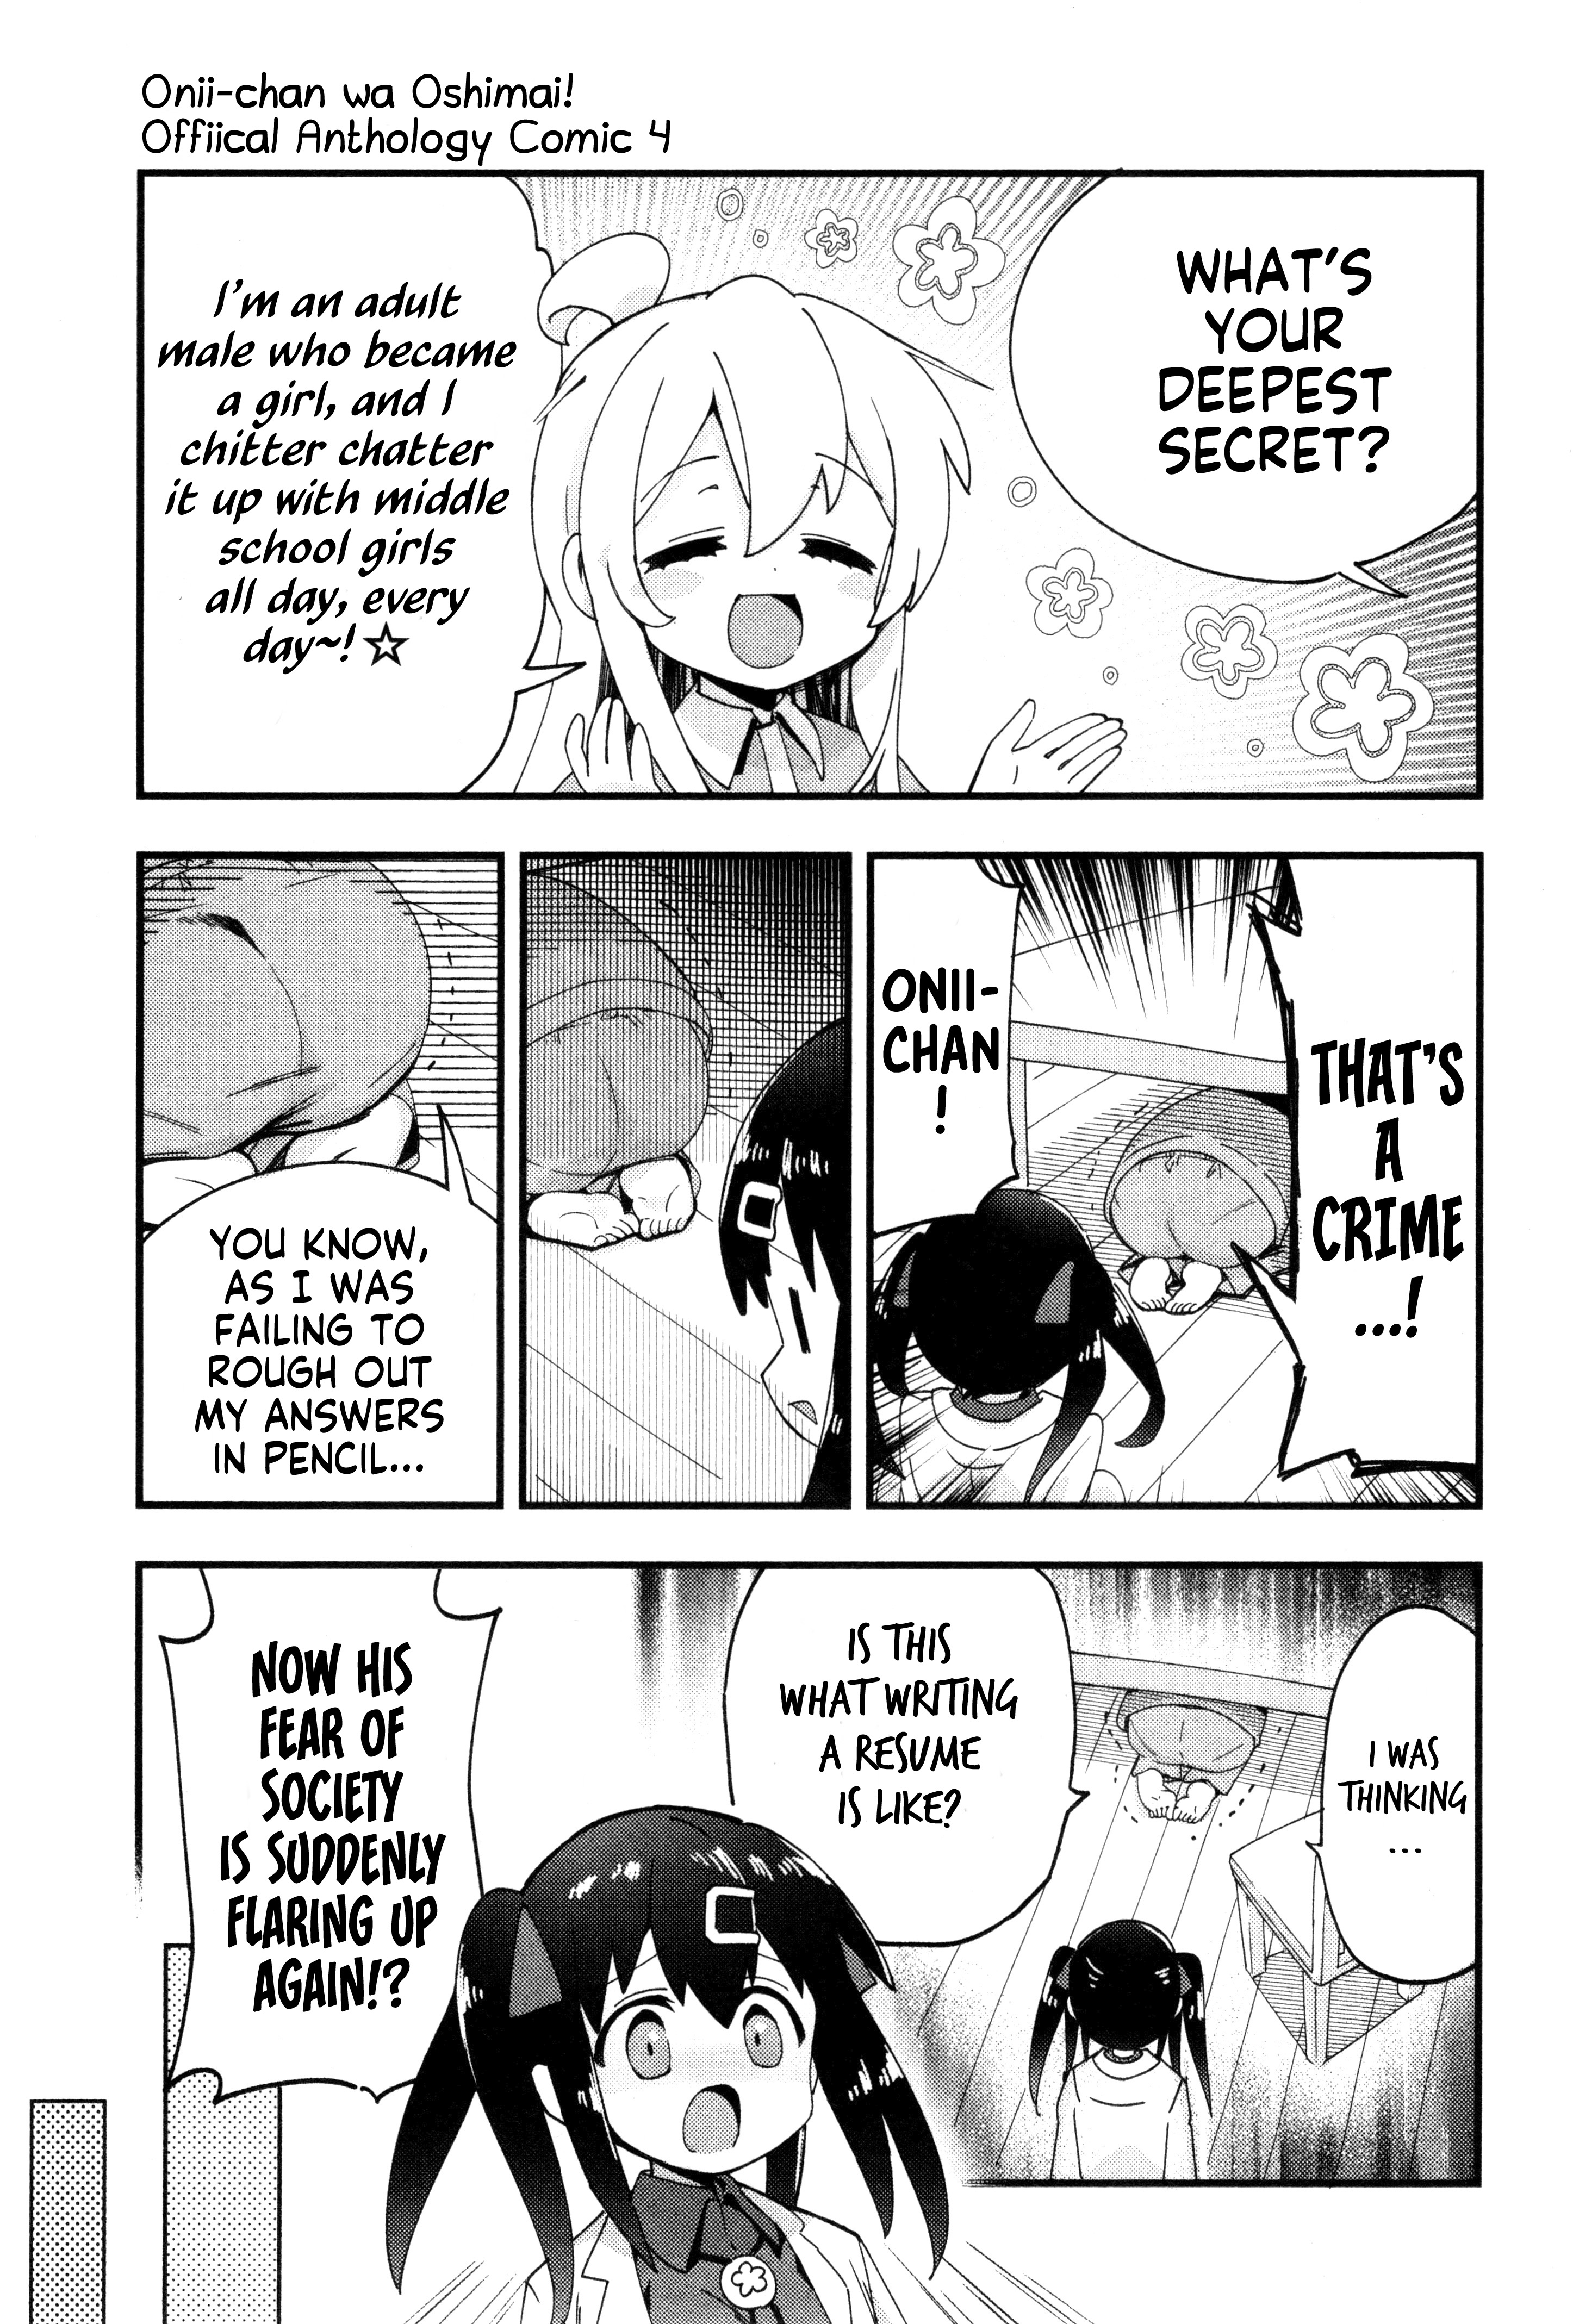 Onii-chan wa Oshimai!
Offiical Anthology Comic 4
WHAT'S
YOUR
DEEPEST
SECRET?
I'm an adult
male who became
a girl, and I
chitter chatter
it up with middle
school girls
all day, every
day~! ☆
THAT'S
A
CRIME
...!
ONII-
CHAN
!
YOU KNOW,
AS I WAS
FAILING TO
ROUGH OUT
MY ANSWERS
IN PENCIL...
I WAS
THINKING
...
IS THIS
WHAT WRITING
A RESUME
IS LIKE?
NOW HIS
FEAR OF
SOCIETY
IS SUDDENLY
FLARING UP
AGAIN!?